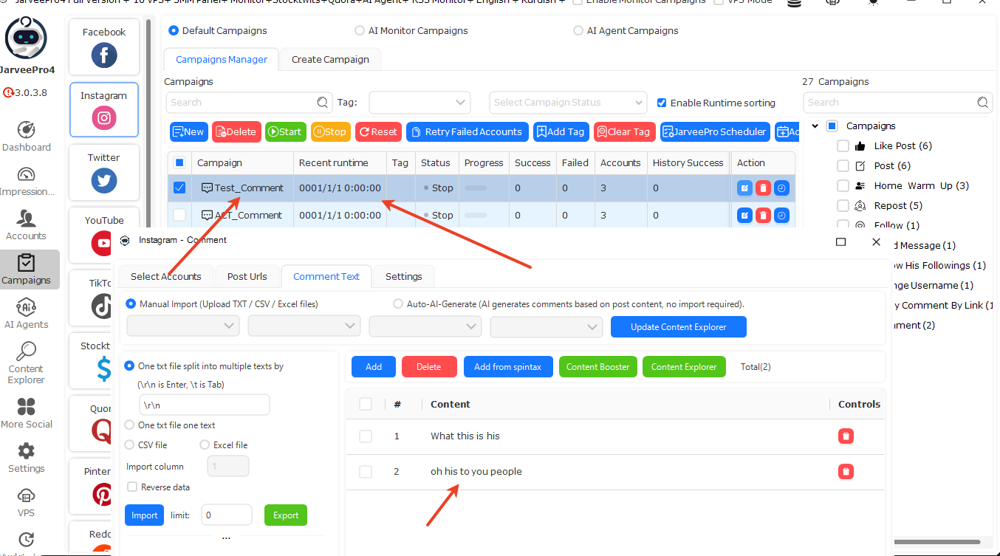 JarveePro4 Full Version + 10 VPS+ SMM Panel+ Monitor+Stocktwits+Quora+AI Agent+ RSS Monitor+ English + Kurdish +
Enable Monitor Campaigns
VPS Mode
JarveePro4
3.0.3.8
Dashboard
Impression...
Accounts
Campaigns
AI Agents
Content
Explorer
More Social
Settings
VPS
Facebook
Instagram
Twitter
YouTube
TikTo
Stockt
Quor
Pinter
Redd
Default Campaigns
AI Monitor Campaigns
AI Agent Campaigns
Campaigns Manager
Create Campaign
Campaigns
Search
Tag:
Select Campaign Status
Enable Runtime sorting
New
Delete
Start
Stop
Reset
Retry Failed Accounts
Add Tag
Clear Tag
JarveePro Scheduler
Ac
Campaign
Recent runtime
Tag
Status
Progress
Success
Failed
Accounts
History Success
Action
Test_Comment
0001/1/1 0:00:00
Stop
0
0
3
0
ACT_Comment
0001/1/1 0:00:00
Stop
0
0
3
0
27 Campaigns
Search
Campaigns
Like Post (6)
Post (6)
Home Warm Up (3)
Repost (5)
Follow (1)
d Message (1)
ow His Followings (1)
nge Username (1)
y Comment By Link (1
nment (2)
Instagram - Comment
Select Accounts
Post Urls
Comment Text
Settings
Manual Import (Upload TXT / CSV / Excel files)
Auto-AI-Generate (AI generates comments based on post content, no import required).
Update Content Explorer
One txt file split into multiple texts by
(\r\n is Enter, \t is Tab)
\r\n
One txt file one text
CSV file
Excel file
Import column
1
Reverse data
Import
limit:
0
Export
...
Add
Delete
Add from spintax
Content Booster
Content Explorer
Total(2)
#
Content
Controls
1
What this is his
2
oh his to you people